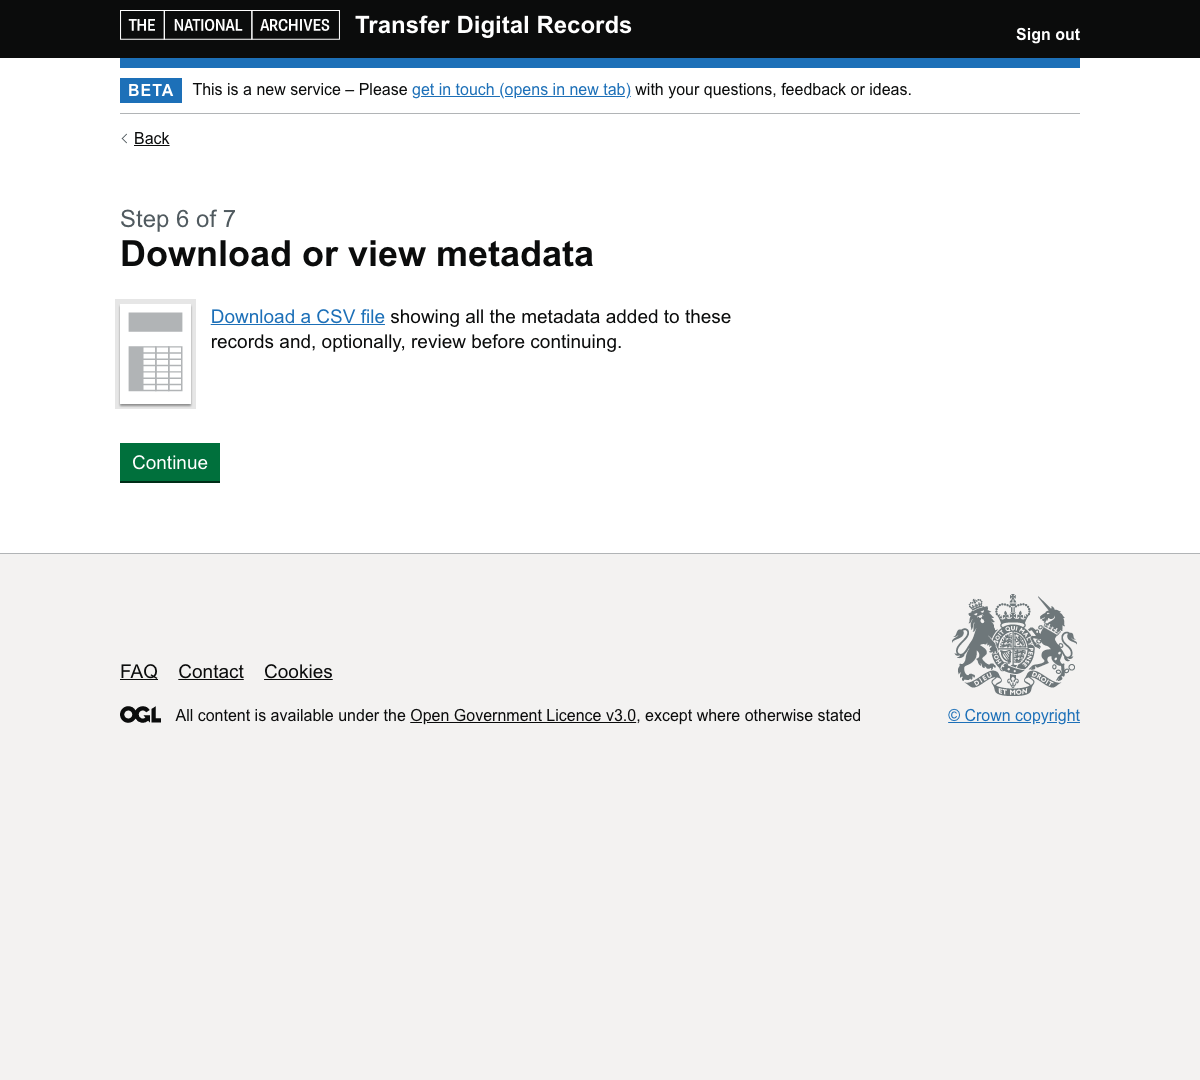 THE NATIONAL ARCHIVES Transfer Digital Records
Sign out
BETA This is a new service – Please get in touch (opens in new tab) with your questions, feedback or ideas.
Back
Step 6 of 7
Download or view metadata
Download a CSV file showing all the metadata added to these
records and, optionally, review before continuing.
Continue
FAQ Contact Cookies
OGL All content is available under the Open Government Licence v3.0, except where otherwise stated
DIEU ET MON DROIT
© Crown copyright